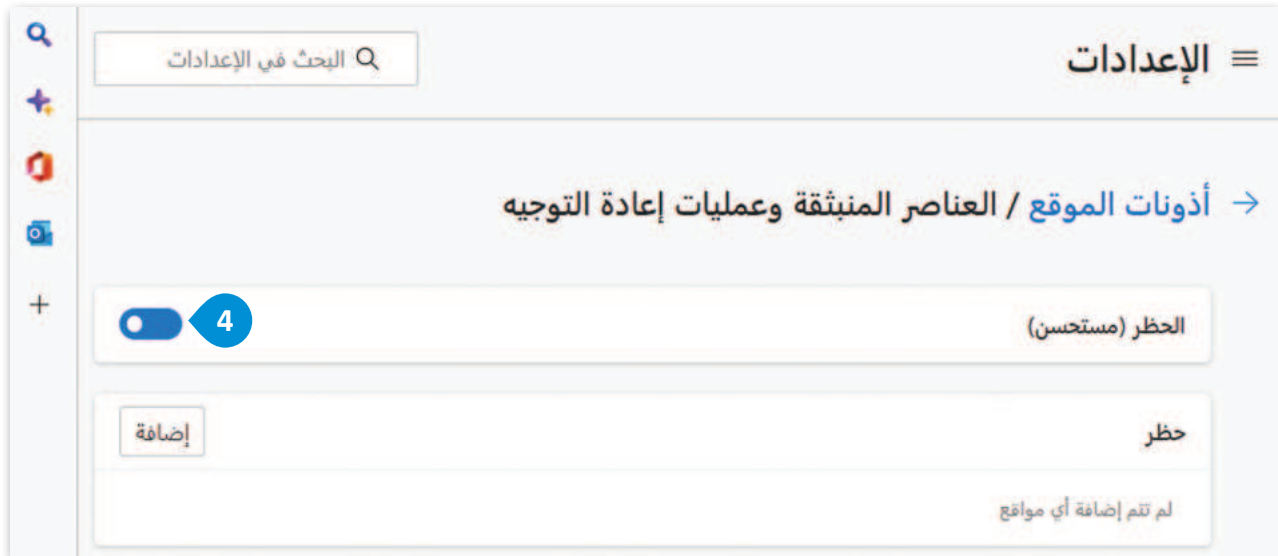 الإعدادات
البحث في الإعدادات
أذونات الموقع / العناصر المنبثقة وعمليات إعادة التوجيه
الحظر (مستحسن)
4
حظر
إضافة
لم تتم إضافة أي مواقع